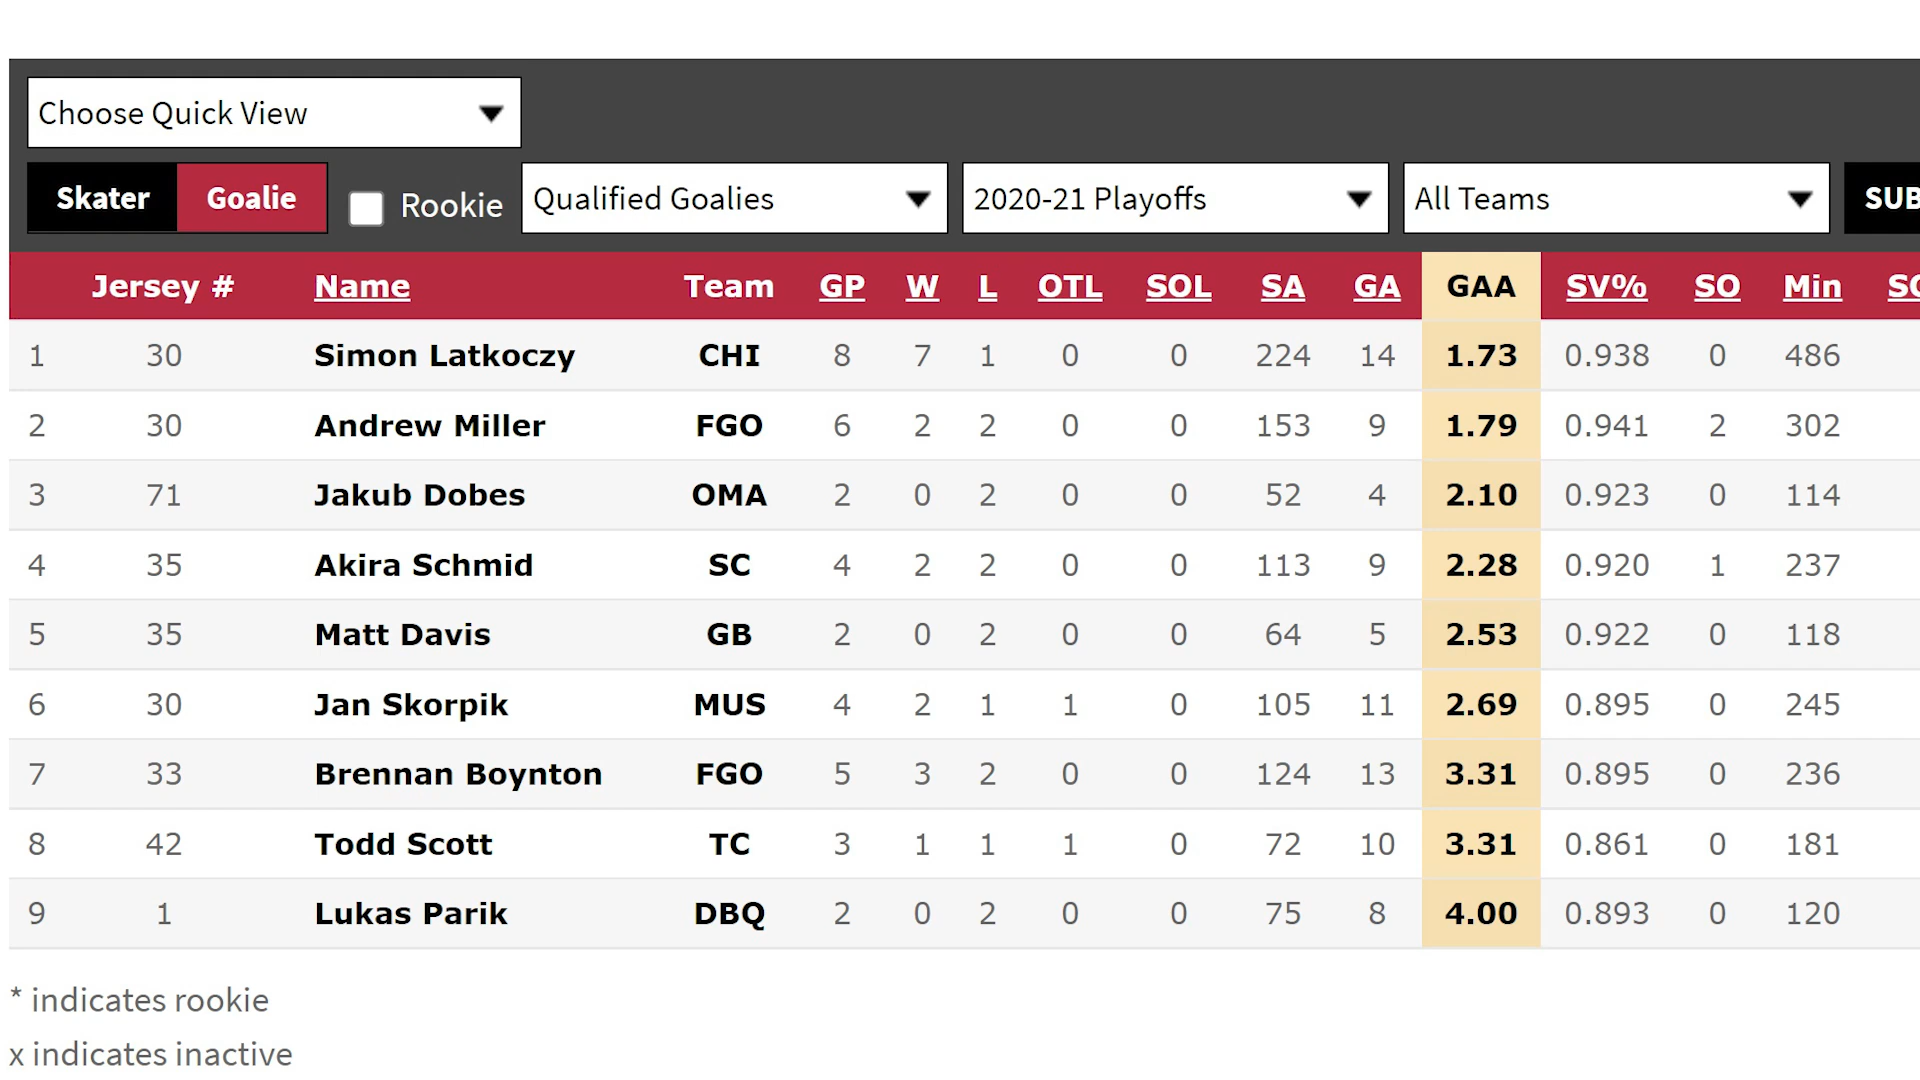 Choose Quick View
Skater Goalie Rookie Qualified Goalies 2020-21 Playoffs All Teams SUB
Jersey # Name Team GP W L OTL SOL SA GA GAA SV% SO Min
1 30 Simon Latkoczy CHI 8 7 1 0 0 224 14 1.73 0.938 0 486
2 30 Andrew Miller FGO 6 2 2 0 0 153 9 1.79 0.941 2 302
3 71 Jakub Dobes OMA 2 0 2 0 0 52 4 2.10 0.923 0 114
4 35 Akira Schmid SC 4 2 2 0 0 113 9 2.28 0.920 1 237
5 35 Matt Davis GB 2 0 2 0 0 64 5 2.53 0.922 0 118
6 30 Jan Skorpik MUS 4 2 1 1 0 105 11 2.69 0.895 0 245
7 33 Brennan Boynton FGO 5 3 2 0 0 124 13 3.31 0.895 0 236
8 42 Todd Scott TC 3 1 1 1 0 72 10 3.31 0.861 0 181
9 1 Lukas Parik DBQ 2 0 2 0 0 75 8 4.00 0.893 0 120
* indicates rookie
x indicates inactive